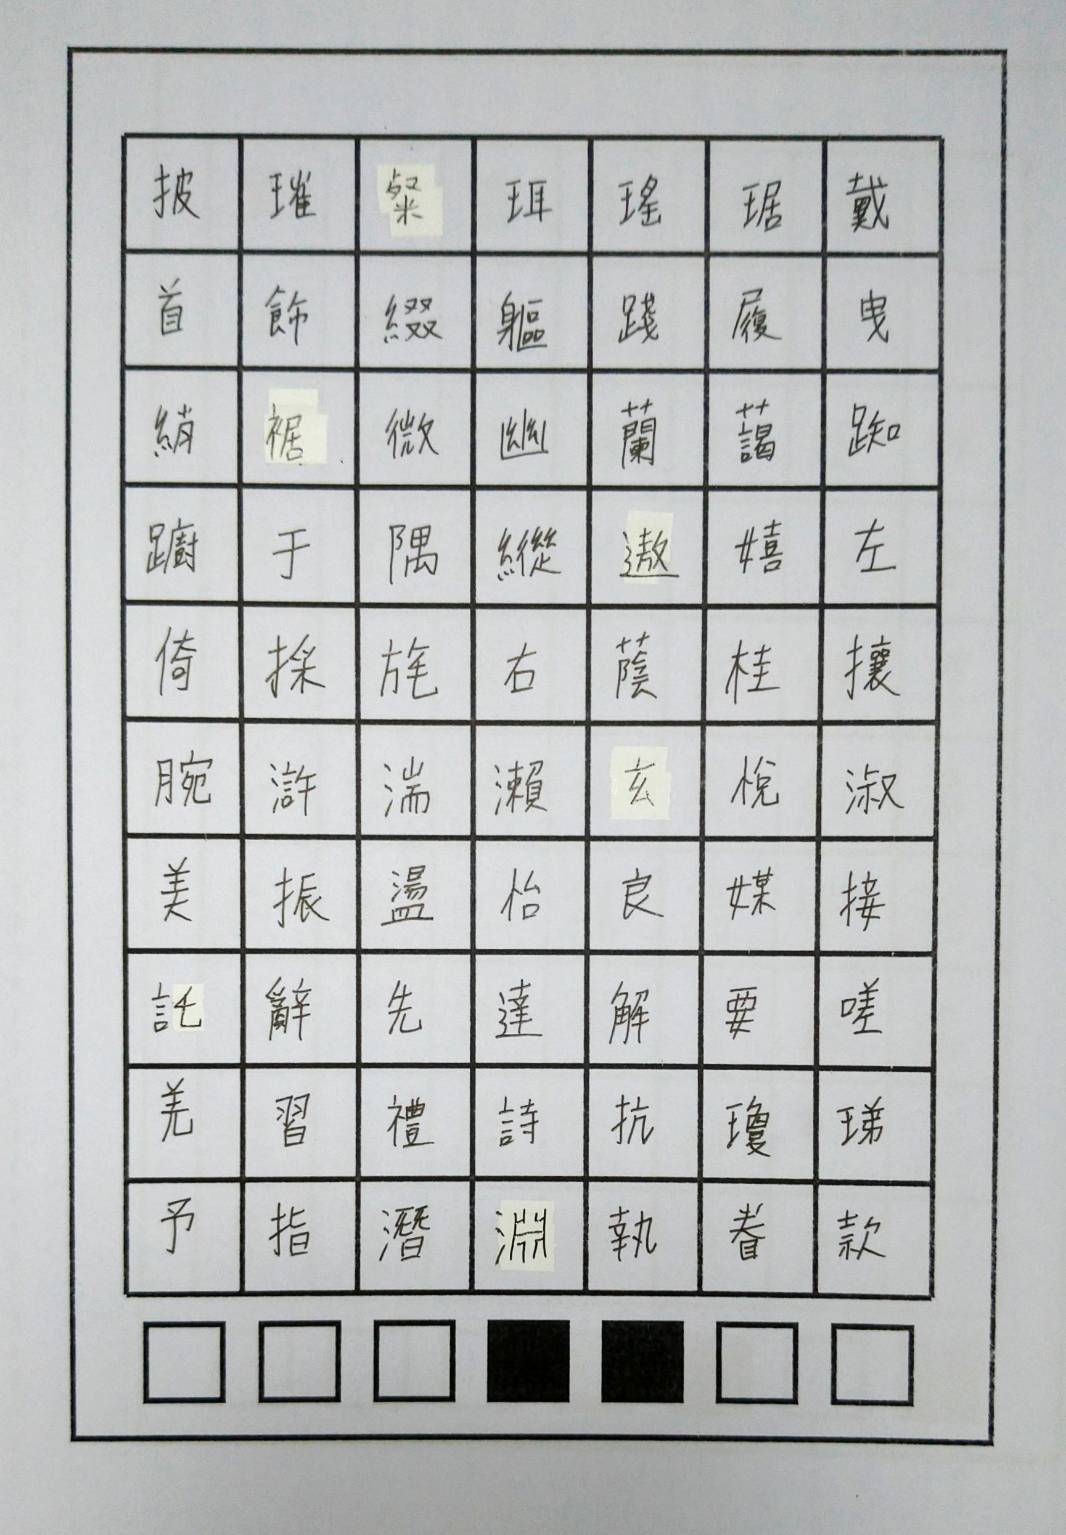 披璀粲珥瑤琚戴
首飾綴軀踐履曳
綃裾微幽蘭藹踟
躕于隅縱遨嬉左
倚採旄右蔭桂攘
腕滸湍瀨玄悅淑
美振盪怡良媒接
託辭先達解要嗟
羌習禮詩抗瓊珶
予指潛淵執眷款